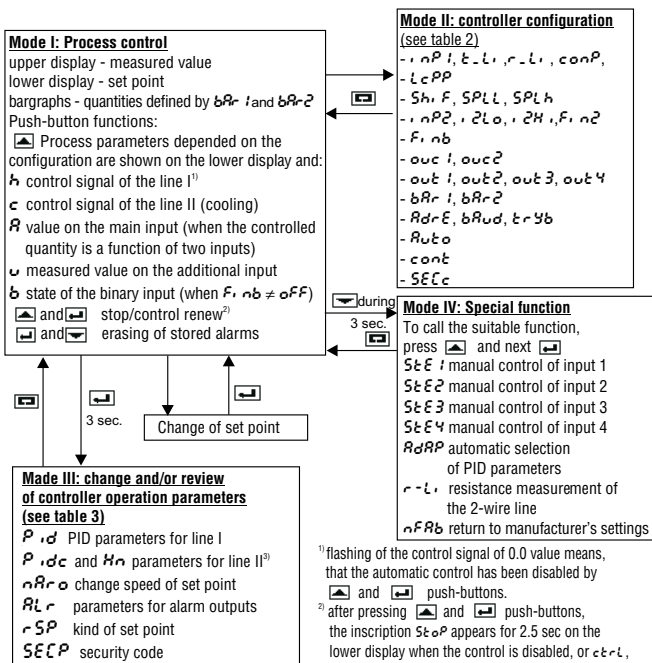 Mode I: Process control
upper display - measured value
lower display - set point
bargraphs - quantities defined by bAr1 and bAr2
Push-button functions:
Process parameters depended on the
configuration are shown on the lower display and:
h control signal of the line I1)
c control signal of the line II (cooling)
A value on the main input (when the controlled
quantity is a function of two inputs)
u measured value on the additional input
b state of the binary input (when Finb ≠ oFF)
and stop/control renew2)
and erasing of stored alarms
Mode II: controller configuration
(see table 2)
- inP1, t_Li, r_Li, conP,
- LcPP
- ShiF, SPLL, SPLh
- inP2, i2Lo, i2Hi, Fin2
- Finb
- ouc1, ouc2
- out1, out2, out3, out4
- bAr1, bAr2
- AdrE, bAud, trYb
- Auto
- cont
- SECc
during
3 sec.
Mode IV: Special function
To call the suitable function,
press and next
StE1 manual control of input 1
StE2 manual control of input 2
StE3 manual control of input 3
StE4 manual control of input 4
AdAP automatic selection
of PID parameters
r-Li resistance measurement of
the 2-wire line
nFAb return to manufacturer's settings
3 sec.
Change of set point
Made III: change and/or review
of controller operation parameters
(see table 3)
Pid PID parameters for line I
Pidc and Hn parameters for line II3)
nAro change speed of set point
ALr parameters for alarm outputs
rSP kind of set point
SECP security code
1) flashing of the control signal of 0.0 value means,
that the automatic control has been disabled by
and push-buttons.
2) after pressing and push-buttons,
the inscription StoP appears for 2.5 sec on the
lower display when the control is disabled, or ctrL,